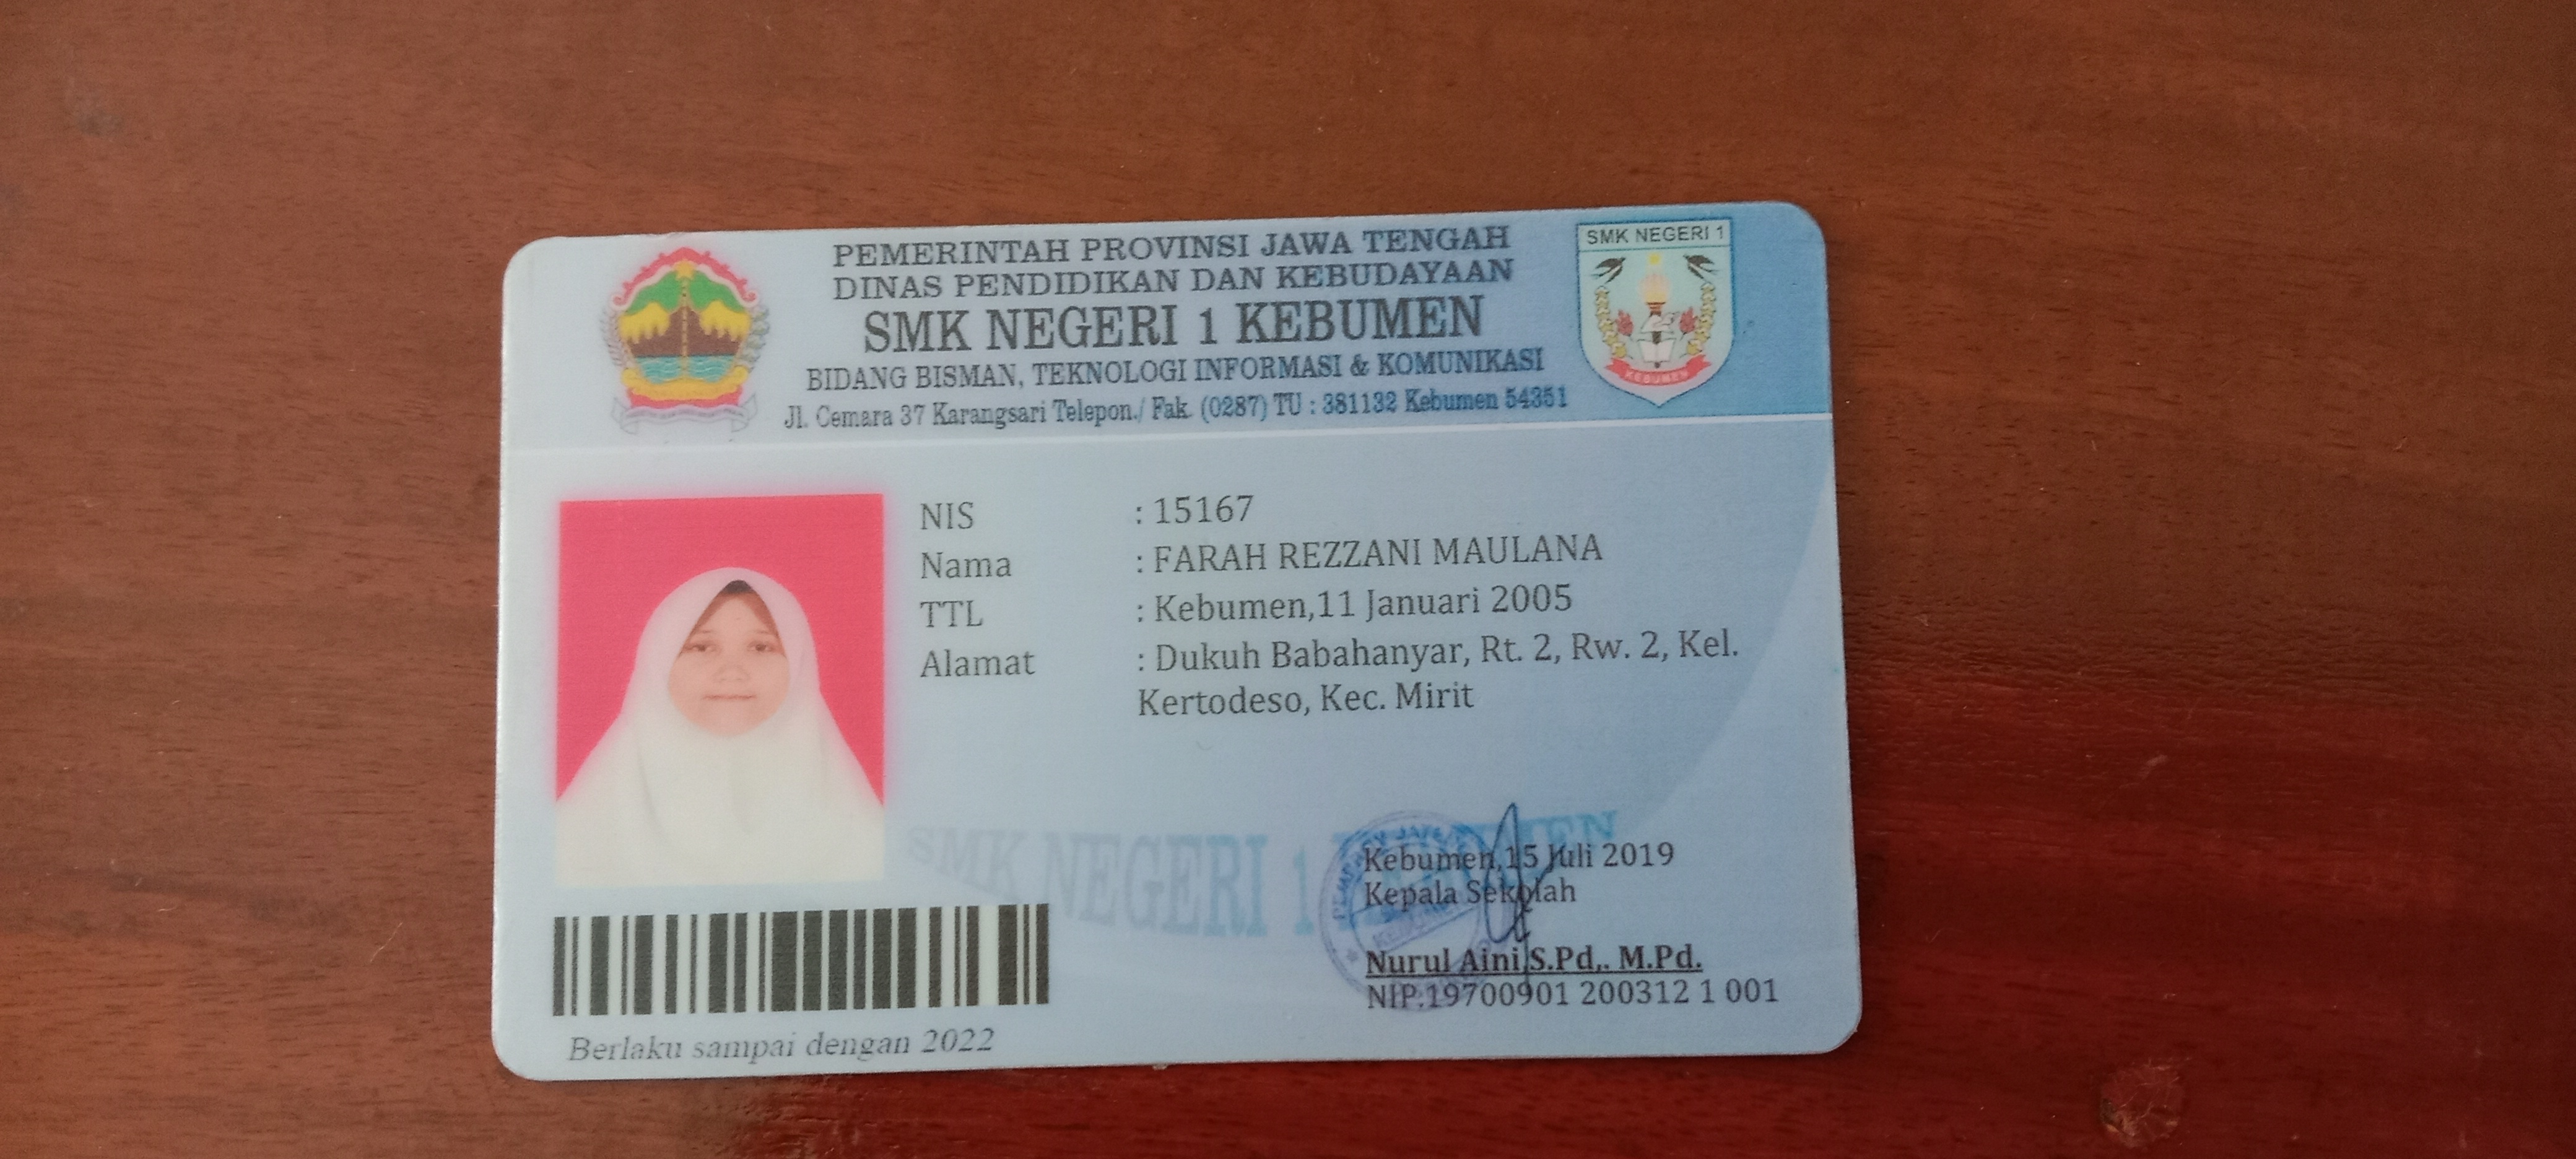 PEMERINTAH PROVINSI JAWA TENGAH
DINAS PENDIDIKAN DAN KEBUDAYAAN
SMK NEGERI 1 KEBUMEN
BIDANG BISMAN, TEKNOLOGI INFORMASI & KOMUNIKASI
Jl. Cemara 37 Karangsari Telepon./ Fak. (0287) TU : 381132 Kebumen 54351
SMK NEGERI 1
KEBUMEN
NIS : 15167
Nama : FARAH REZZANI MAULANA
TTL : Kebumen,11 Januari 2005
Alamat : Dukuh Babahanyar, Rt. 2, Rw. 2, Kel.
Kertodeso, Kec. Mirit
SMK NEGERI 1 KEBUMEN
Kebumen,15 Juli 2019
Kepala Sekolah
Nurul Aini S.Pd,. M.Pd.
NIP.19700901 200312 1 001
Berlaku sampai dengan 2022